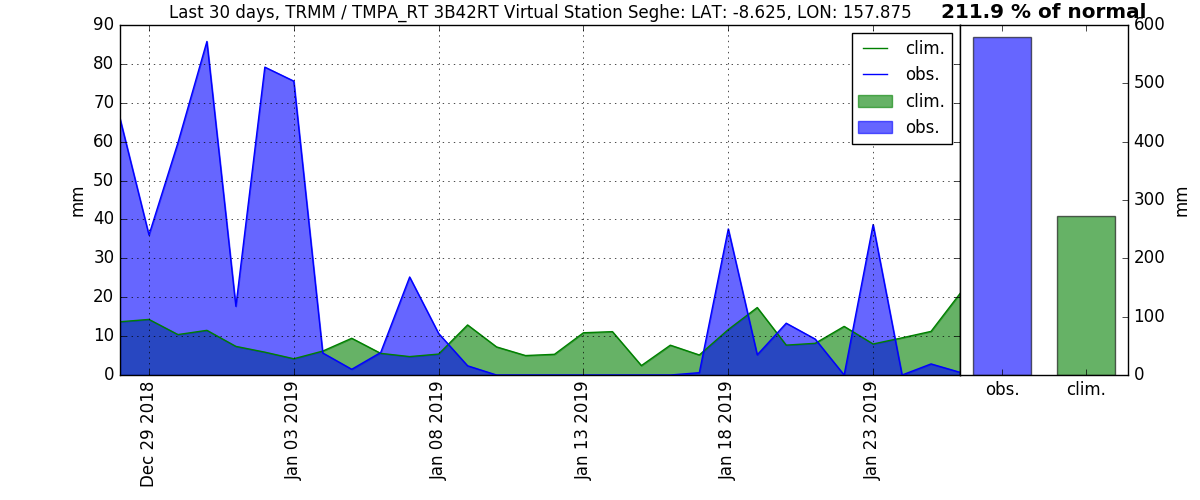 Last 30 days, TRMM / TMPA_RT 3B42RT Virtual Station Seghe: LAT: -8.625, LON: 157.875
211.9 % of normal
90
80
70
60
50
40
30
20
10
0
mm
clim.
obs.
clim.
obs.
600
500
400
300
200
100
0
mm
obs.
clim.
Dec 29 2018
Jan 03 2019
Jan 08 2019
Jan 13 2019
Jan 18 2019
Jan 23 2019